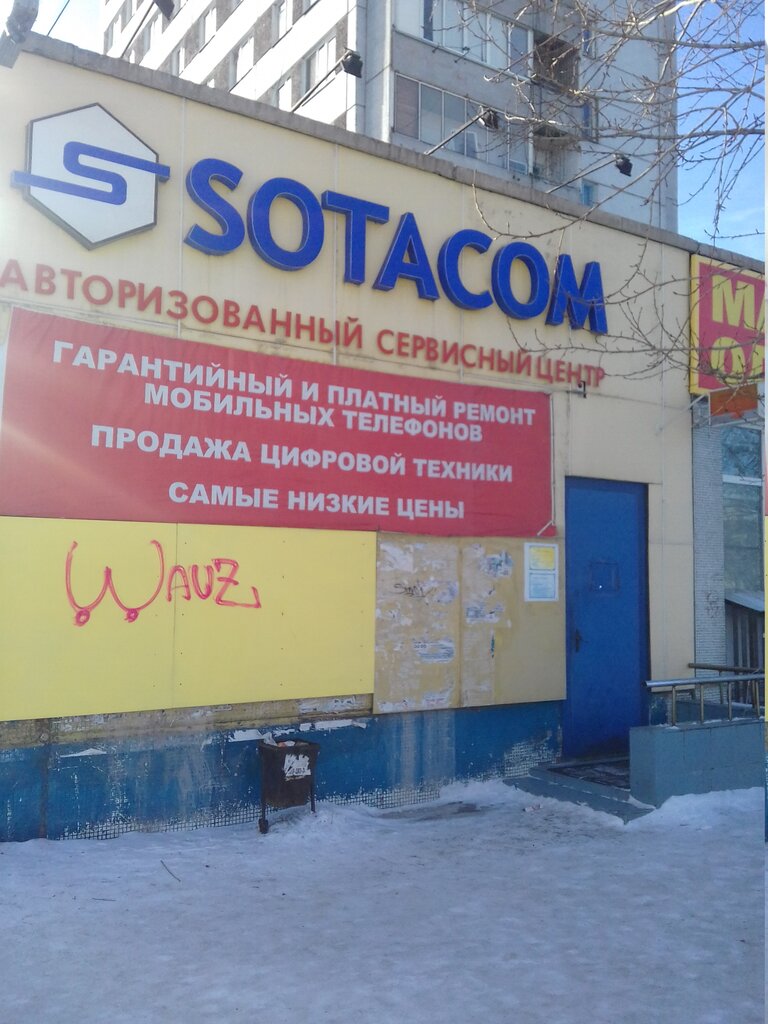 SOTACOM
АВТОРИЗОВАННЫЙ СЕРВИСНЫЙ ЦЕНТР
ГАРАНТИЙНЫЙ И ПЛАТНЫЙ РЕМОНТ
МОБИЛЬНЫХ ТЕЛЕФОНОВ
ПРОДАЖА ЦИФРОВОЙ ТЕХНИКИ
САМЫЕ НИЗКИЕ ЦЕНЫ
WAUZ